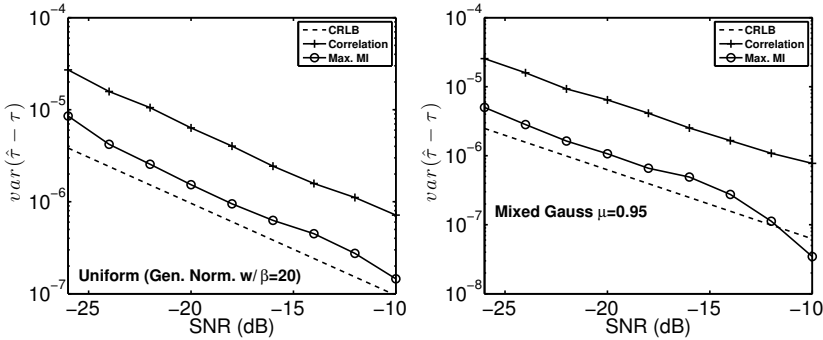 10⁻⁴
10⁻⁵
10⁻⁶
10⁻⁷
var(τ̂ − τ)
CRLB
Correlation
Max. MI
Uniform (Gen. Norm. w/ β=20)
−25 −20 −15 −10
SNR (dB)
10⁻⁴
10⁻⁵
10⁻⁶
10⁻⁷
10⁻⁸
var(τ̂ − τ)
CRLB
Correlation
Max. MI
Mixed Gauss μ=0.95
−25 −20 −15 −10
SNR (dB)